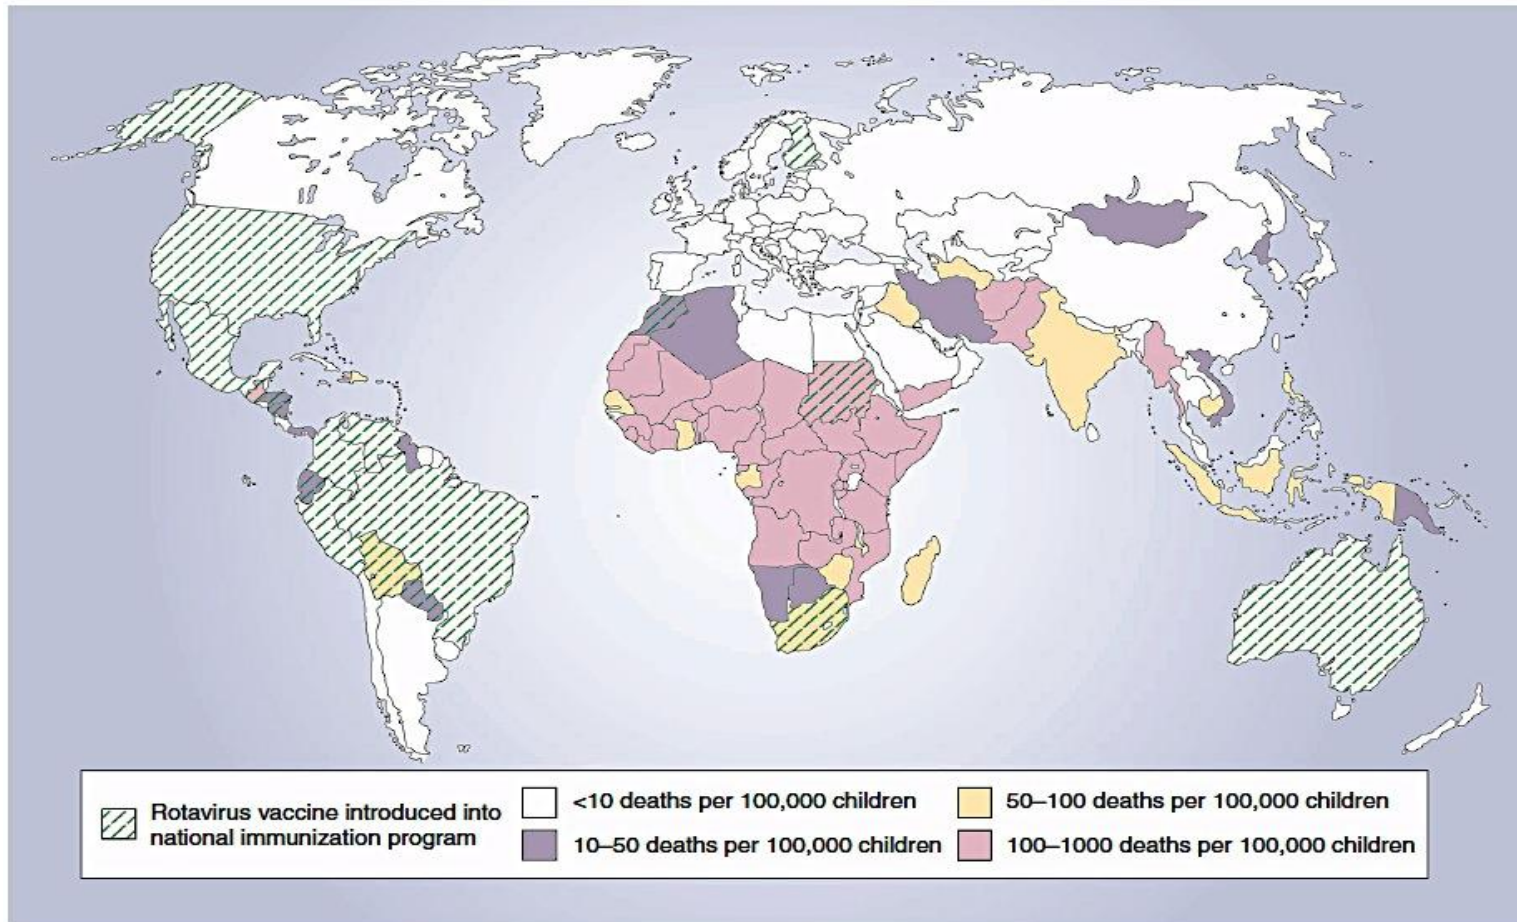 Rotavirus vaccine introduced into
national immunization program
<10 deaths per 100,000 children
10–50 deaths per 100,000 children
50–100 deaths per 100,000 children
100–1000 deaths per 100,000 children